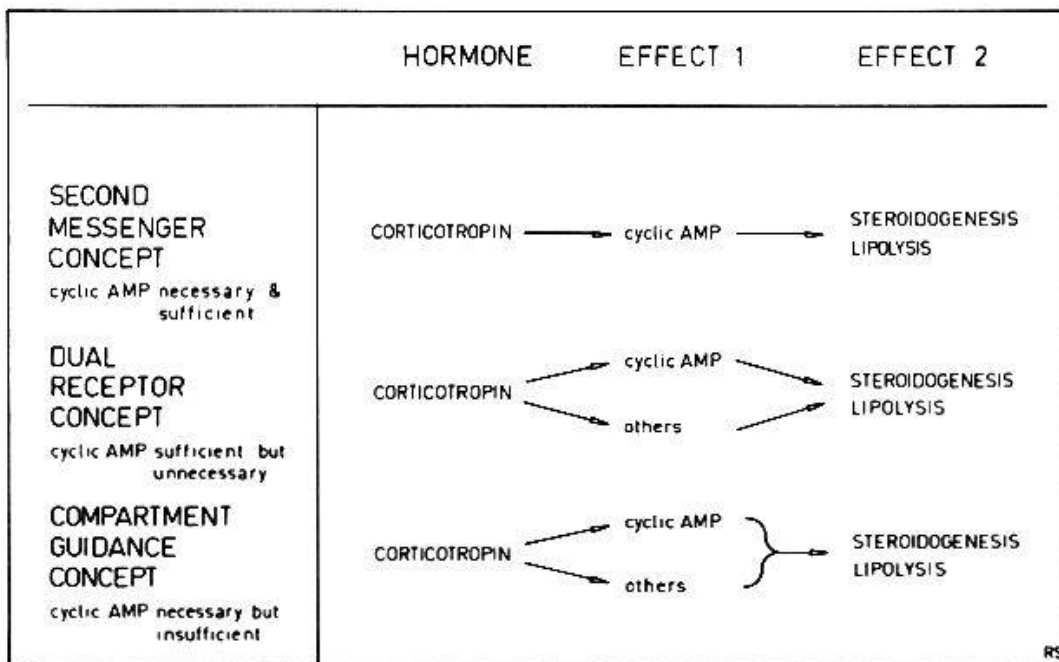 HORMONE EFFECT 1 EFFECT 2
SECOND
MESSENGER
CONCEPT
cyclic AMP necessary &
sufficient
CORTICOTROPIN cyclic AMP STEROIDOGENESIS
LIPOLYSIS
DUAL
RECEPTOR
CONCEPT
cyclic AMP sufficient but
unnecessary
CORTICOTROPIN cyclic AMP STEROIDOGENESIS
others LIPOLYSIS
COMPARTMENT
GUIDANCE
CONCEPT
cyclic AMP necessary but
insufficient
CORTICOTROPIN cyclic AMP STEROIDOGENESIS
others LIPOLYSIS